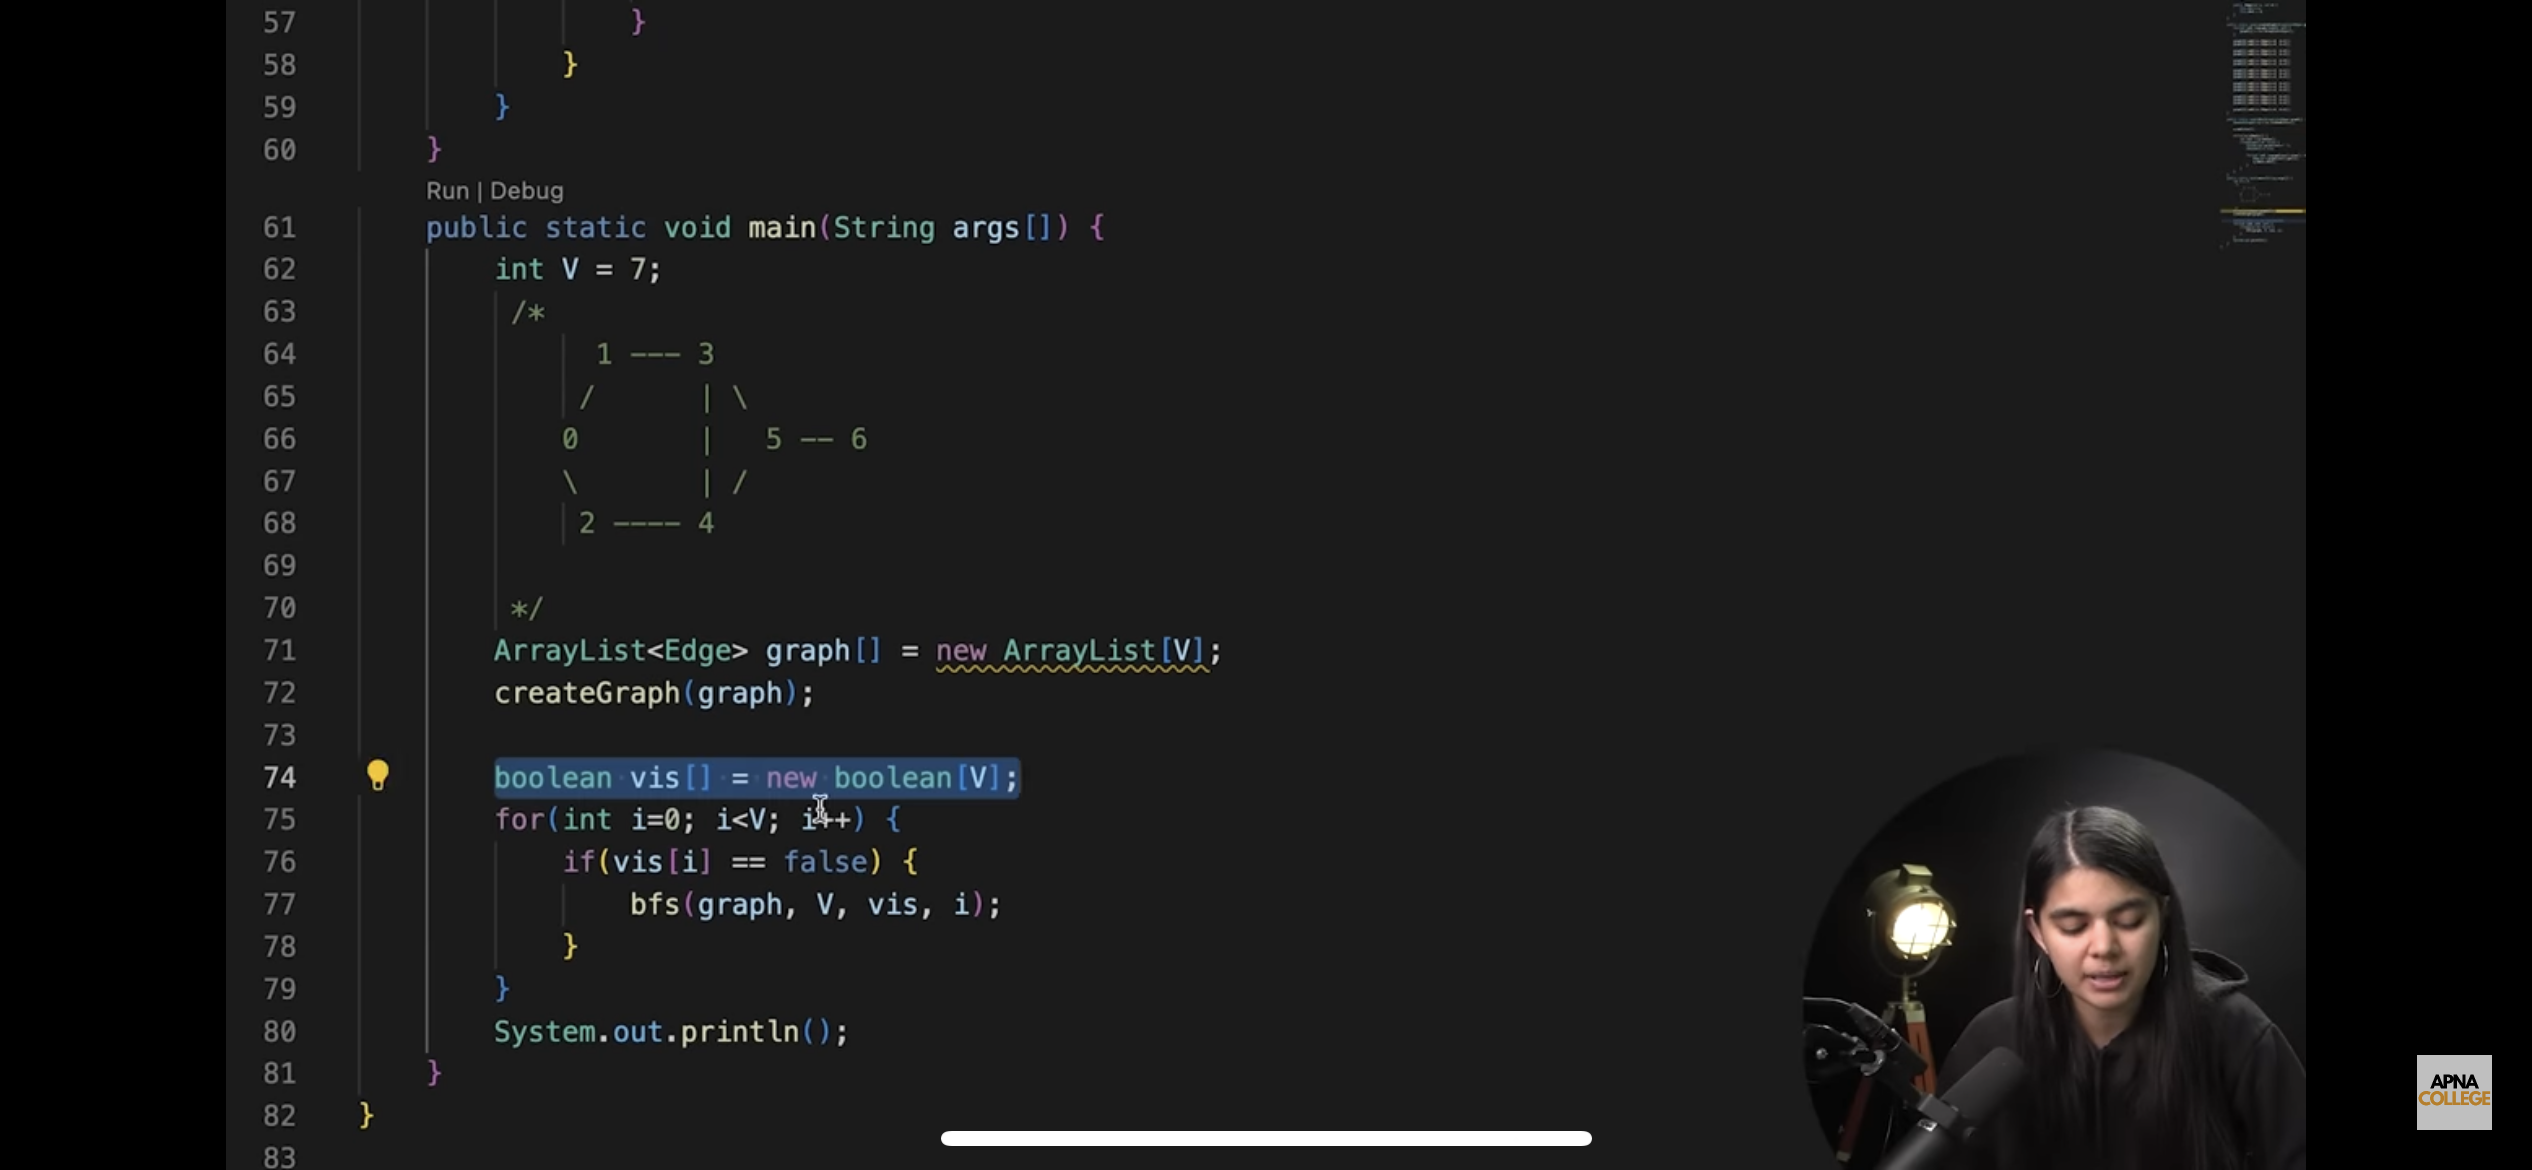 57 }
58 }
59 }
60 }
Run | Debug
61 public static void main(String args[]) {
62 int V = 7;
63 /*
64 1 --- 3
65 / | \
66 0 | 5 -- 6
67 \ | /
68 2 ---- 4
69
70 */
71 ArrayList<Edge> graph[] = new ArrayList[V];
72 createGraph(graph);
73
74 boolean vis[] = new boolean[V];
75 for(int i=0; i<V; i++) {
76 if(vis[i] == false) {
77 bfs(graph, V, vis, i);
78 }
79 }
80 System.out.println();
81 }
82 }
83
APNA
COLLEGE